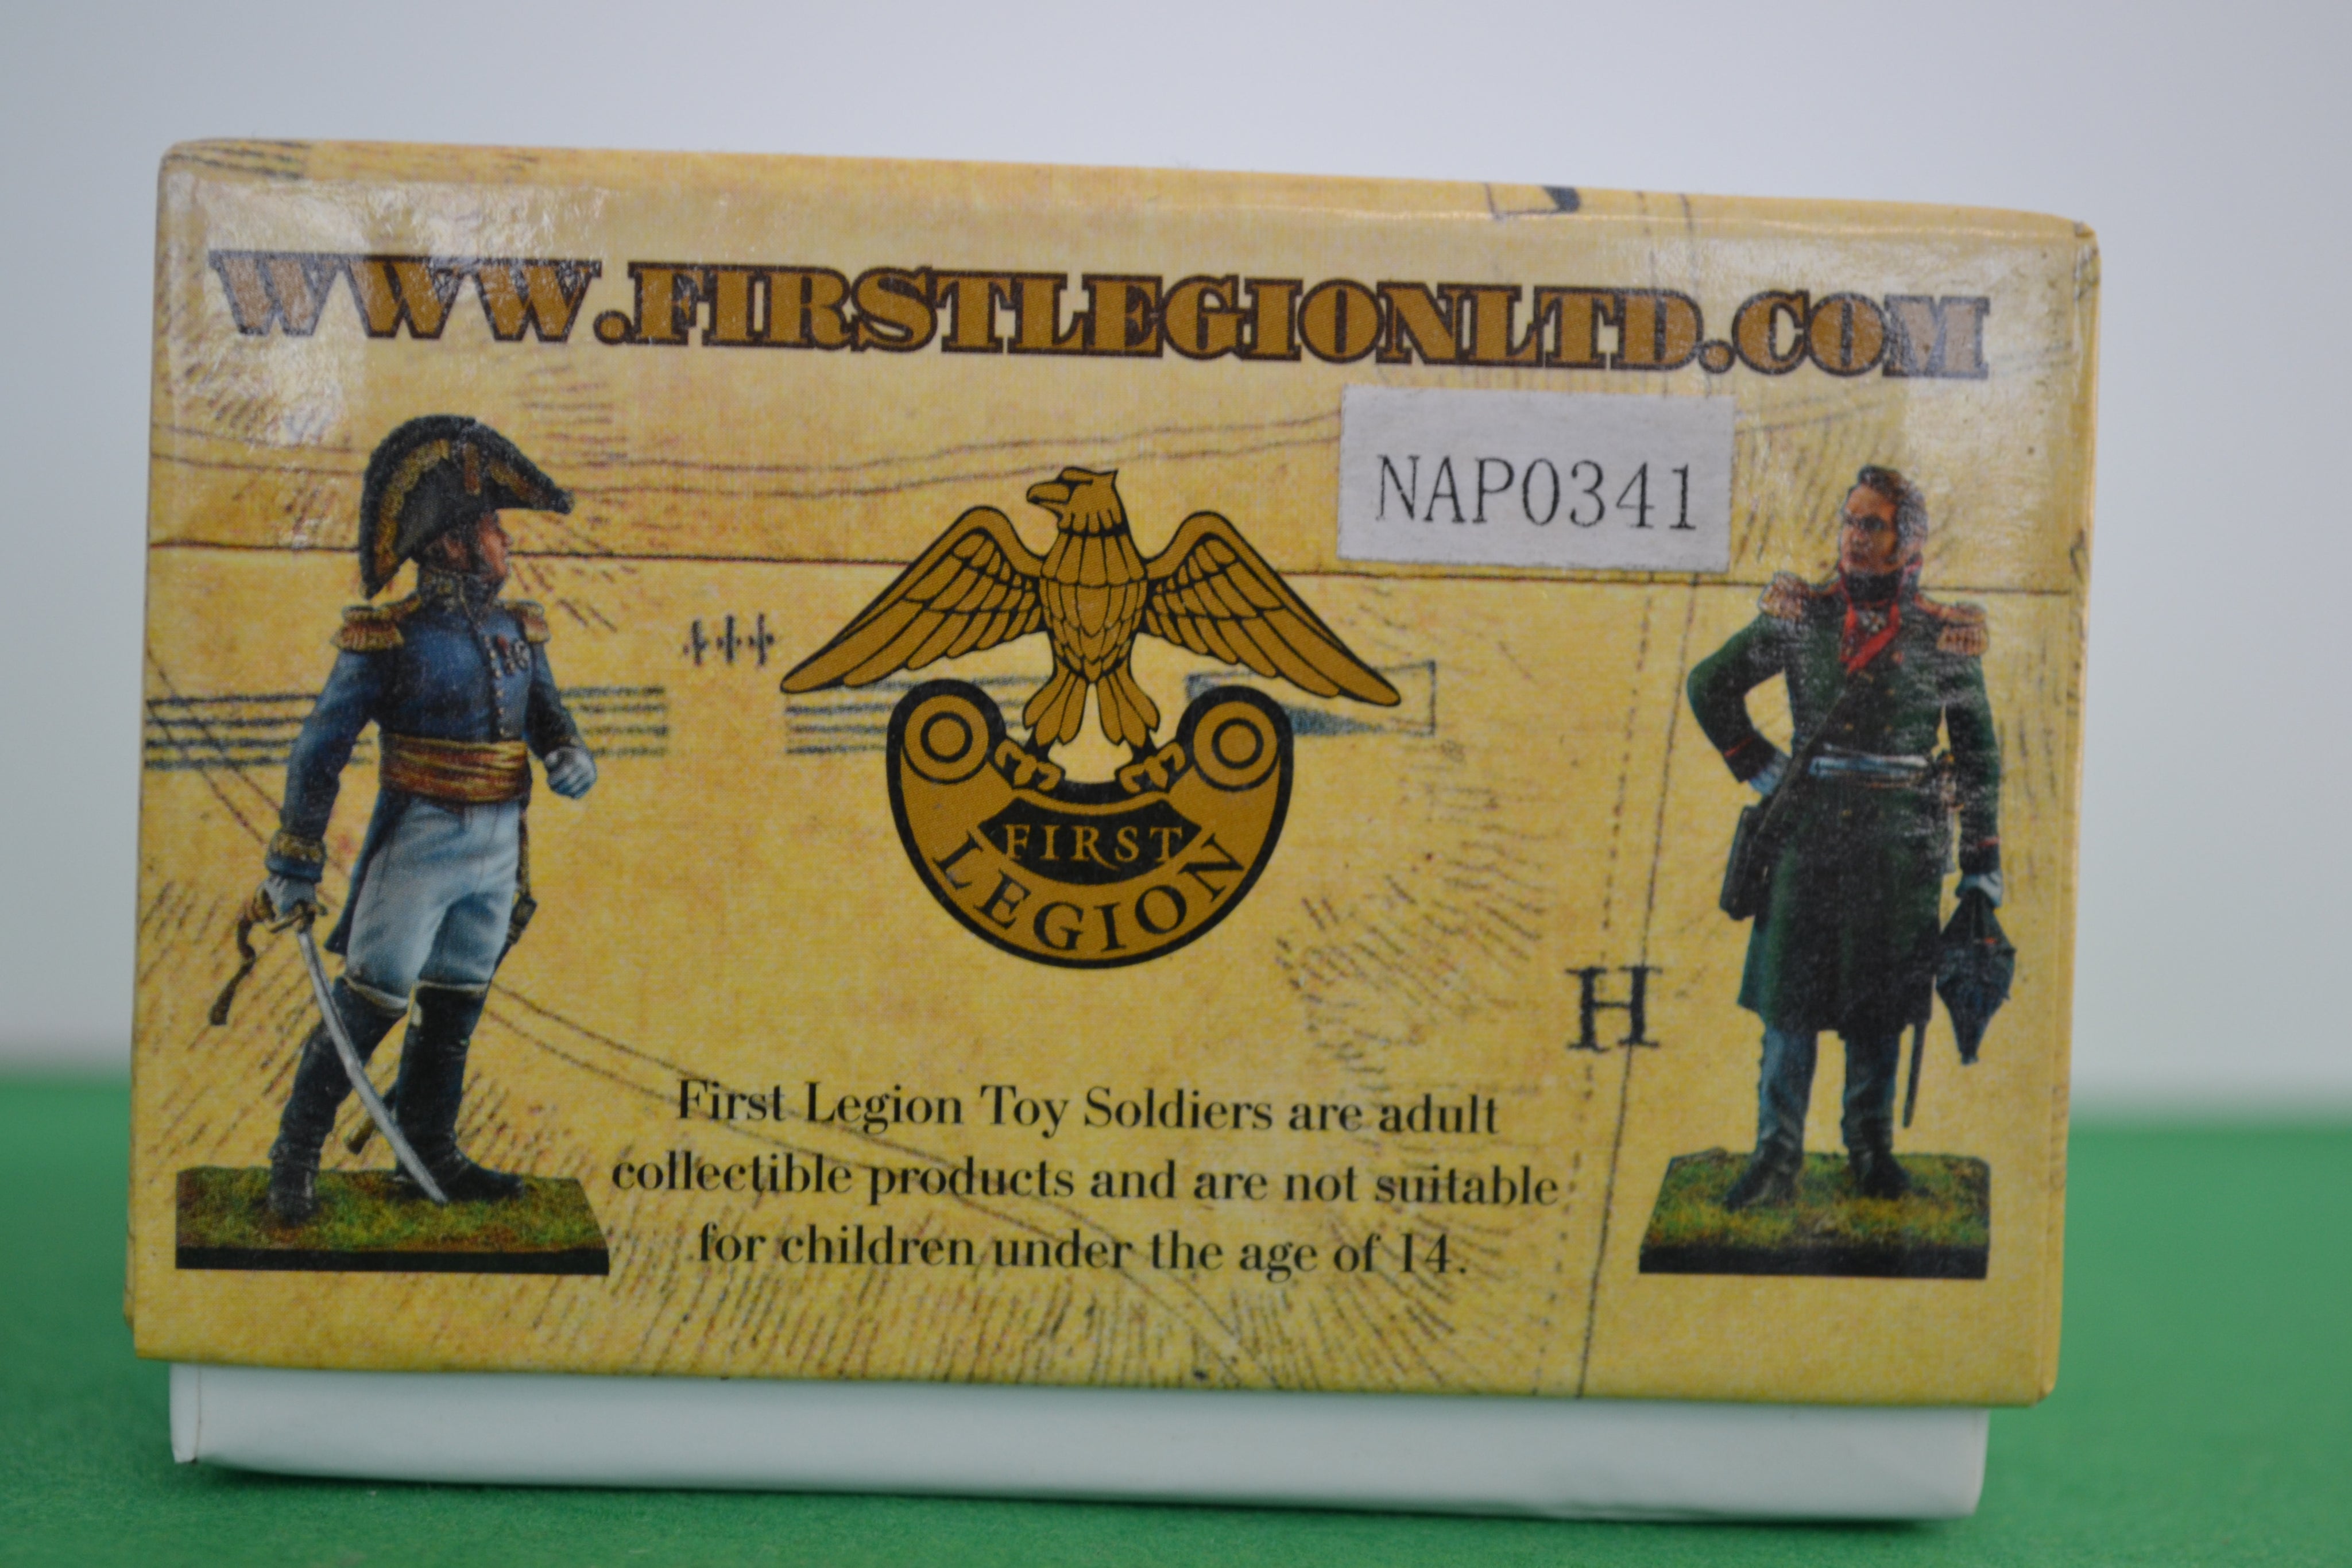 WWW.FIRSTLEGIONLTD.COM
NAP0341
FIRST
LEGION
H
First Legion Toy Soldiers are adult
collectible products and are not suitable
for children under the age of 14.